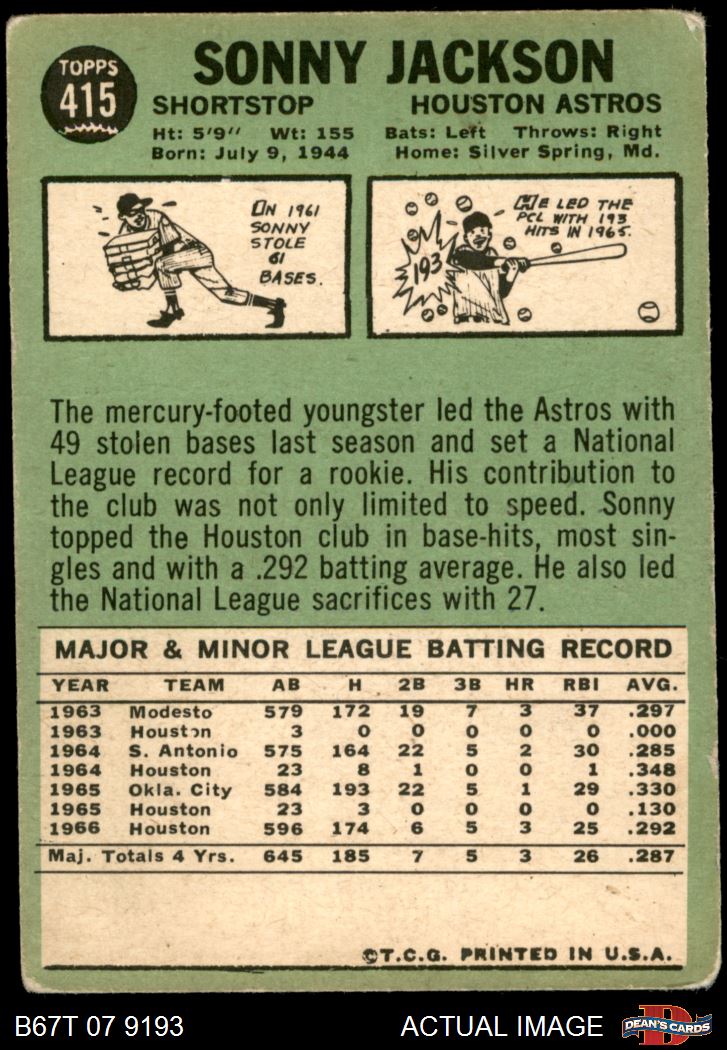 TOPPS
415
SONNY JACKSON
SHORTSTOP HOUSTON ASTROS
Ht: 5'9" Wt: 155 Bats: Left Throws: Right
Born: July 9, 1944 Home: Silver Spring, Md.
IN 1961
SONNY
STOLE
61
BASES.
HE LED THE
PCL WITH 193
HITS IN 1965.
193
The mercury-footed youngster led the Astros with
49 stolen bases last season and set a National
League record for a rookie. His contribution to
the club was not only limited to speed. Sonny
topped the Houston club in base-hits, most sin-
gles and with a .292 batting average. He also led
the National League sacrifices with 27.
MAJOR & MINOR LEAGUE BATTING RECORD
YEAR TEAM AB H 2B 3B HR RBI AVG.
1963 Modesto 579 172 19 7 3 37 .297
1963 Houston 3 0 0 0 0 0 .000
1964 S. Antonio 575 164 22 5 2 30 .285
1964 Houston 23 8 1 0 0 1 .348
1965 Okla. City 584 193 22 5 1 29 .330
1965 Houston 23 3 0 0 0 0 .130
1966 Houston 596 174 6 5 3 25 .292
Maj. Totals 4 Yrs. 645 185 7 5 3 26 .287
©T.C.G. PRINTED IN U.S.A.
B67T 07 9193 ACTUAL IMAGE
B
DEAN'S CARDS